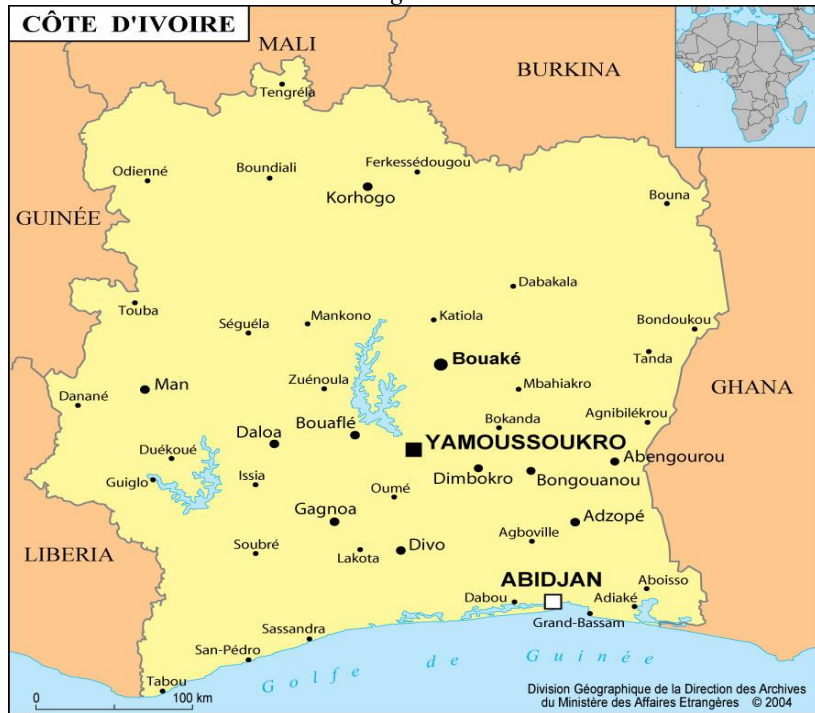 CÔTE D'IVOIRE
MALI
BURKINA
Tengréla
Odienné
Boundiali
Ferkessédougou
Korhogo
Bouna
GUINÉE
Dabakala
Touba
Séguéla
Mankono
Katiola
Bondoukou
Tanda
Bouaké
Man
Zuénoula
Mbahiakro
GHANA
Danané
Bokanda
Agnibilékrou
Daloa
Bouaflé
YAMOUSSOUKRO
Duékoué
Abengourou
Guiglo
Issia
Dimbokro
Bongouanou
Oumé
Gagnoa
Adzopé
LIBERIA
Soubré
Lakota
Divo
Agboville
ABIDJAN
Aboisso
Dabou
Adiaké
Grand-Bassam
Sassandra
San-Pédro
Golfe de Guinée
Tabou
0 100 km
Division Géographique de la Direction des Archives
du Ministère des Affaires Etrangères © 2004